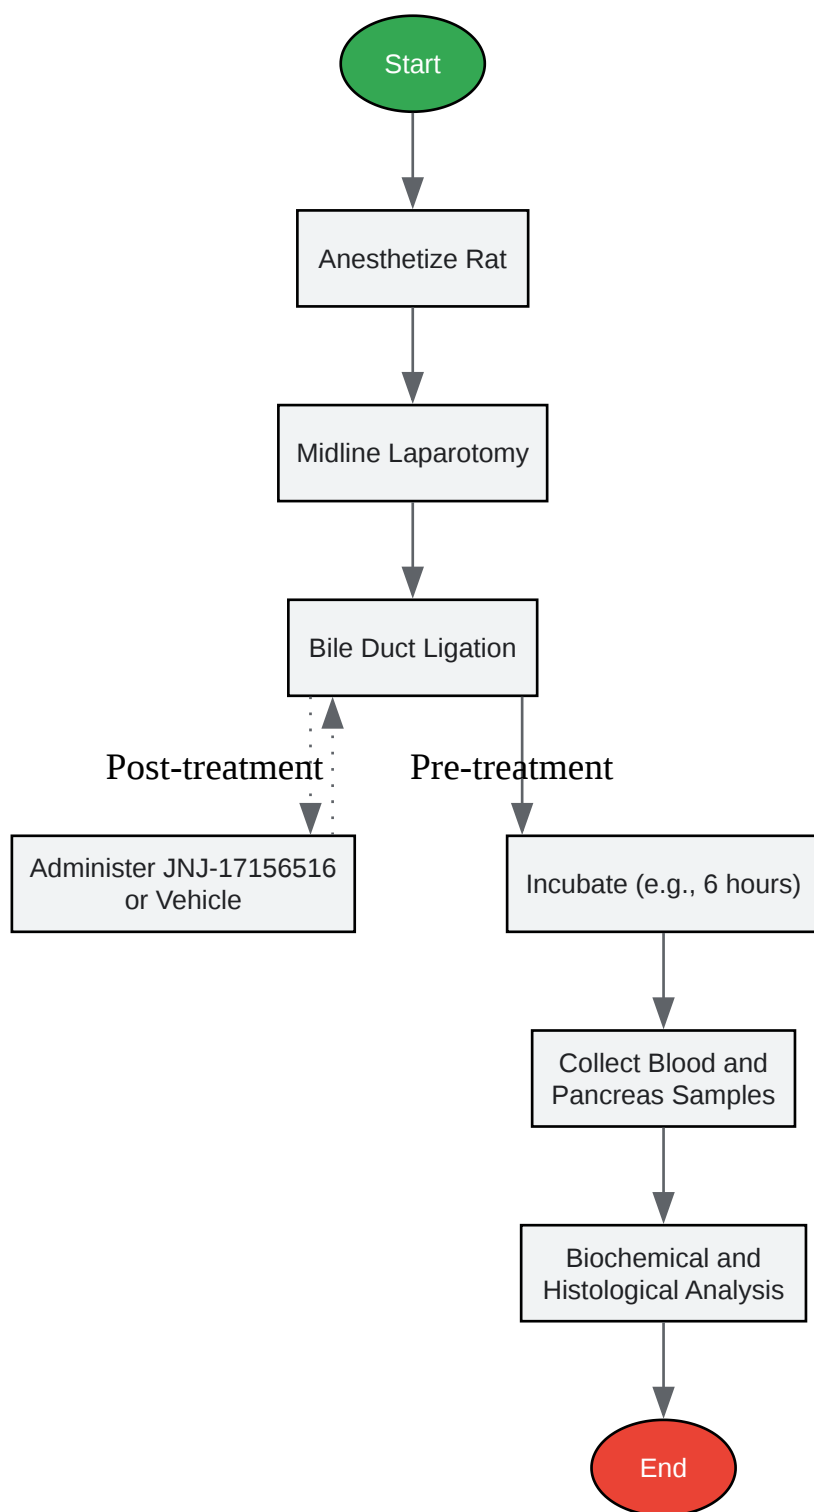 Start
Anesthetize Rat
Midline Laparotomy
Bile Duct Ligation
Post-treatment
Pre-treatment
Administer JNJ-17156516
or Vehicle
Incubate (e.g., 6 hours)
Collect Blood and
Pancreas Samples
Biochemical and
Histological Analysis
End